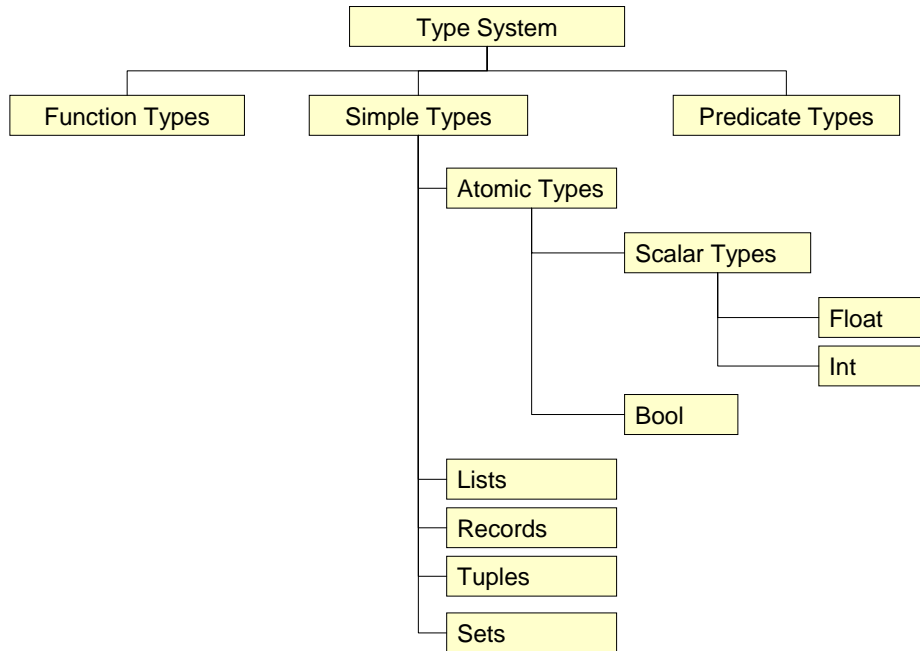 Type System
Function Types
Simple Types
Predicate Types
Atomic Types
Scalar Types
Float
Int
Bool
Lists
Records
Tuples
Sets